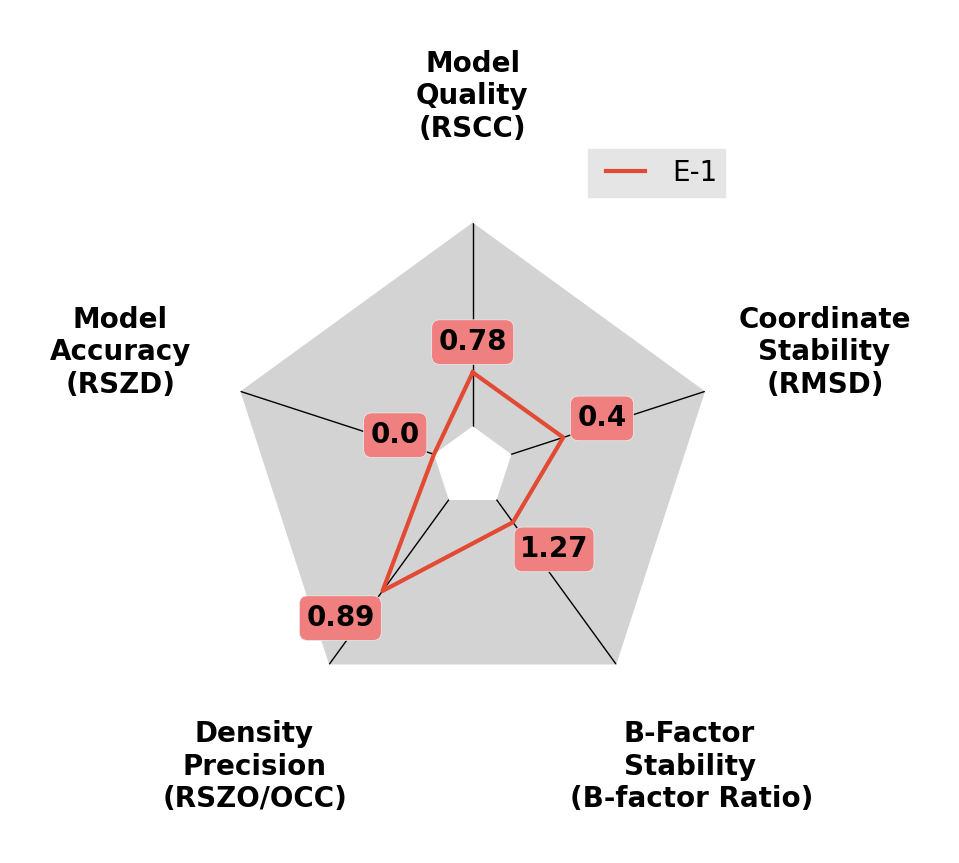 Model
Quality
(RSCC)
E-1
Model
Accuracy
(RSZD)
Coordinate
Stability
(RMSD)
0.78
0.4
0.0
1.27
0.89
Density
Precision
(RSZO/OCC)
B-Factor
Stability
(B-factor Ratio)